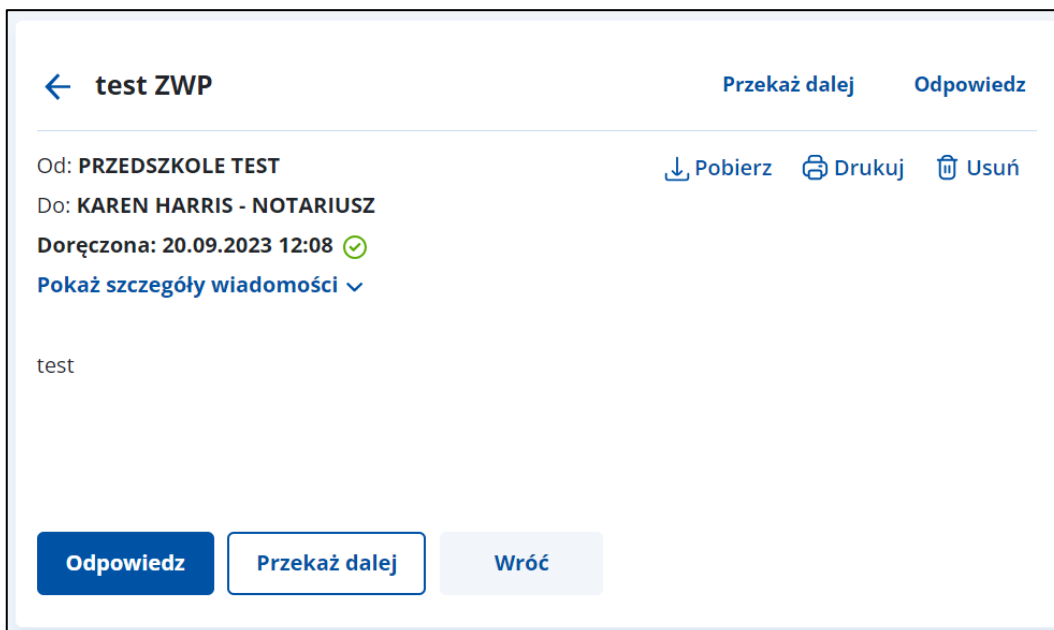 test ZWP
Przekaż dalej
Odpowiedz
Od: PRZEDSZKOLE TEST
Pobierz
Drukuj
Usuń
Do: KAREN HARRIS - NOTARIUSZ
Doręczona: 20.09.2023 12:08
Pokaż szczegóły wiadomości
test
Odpowiedz
Przekaż dalej
Wróć